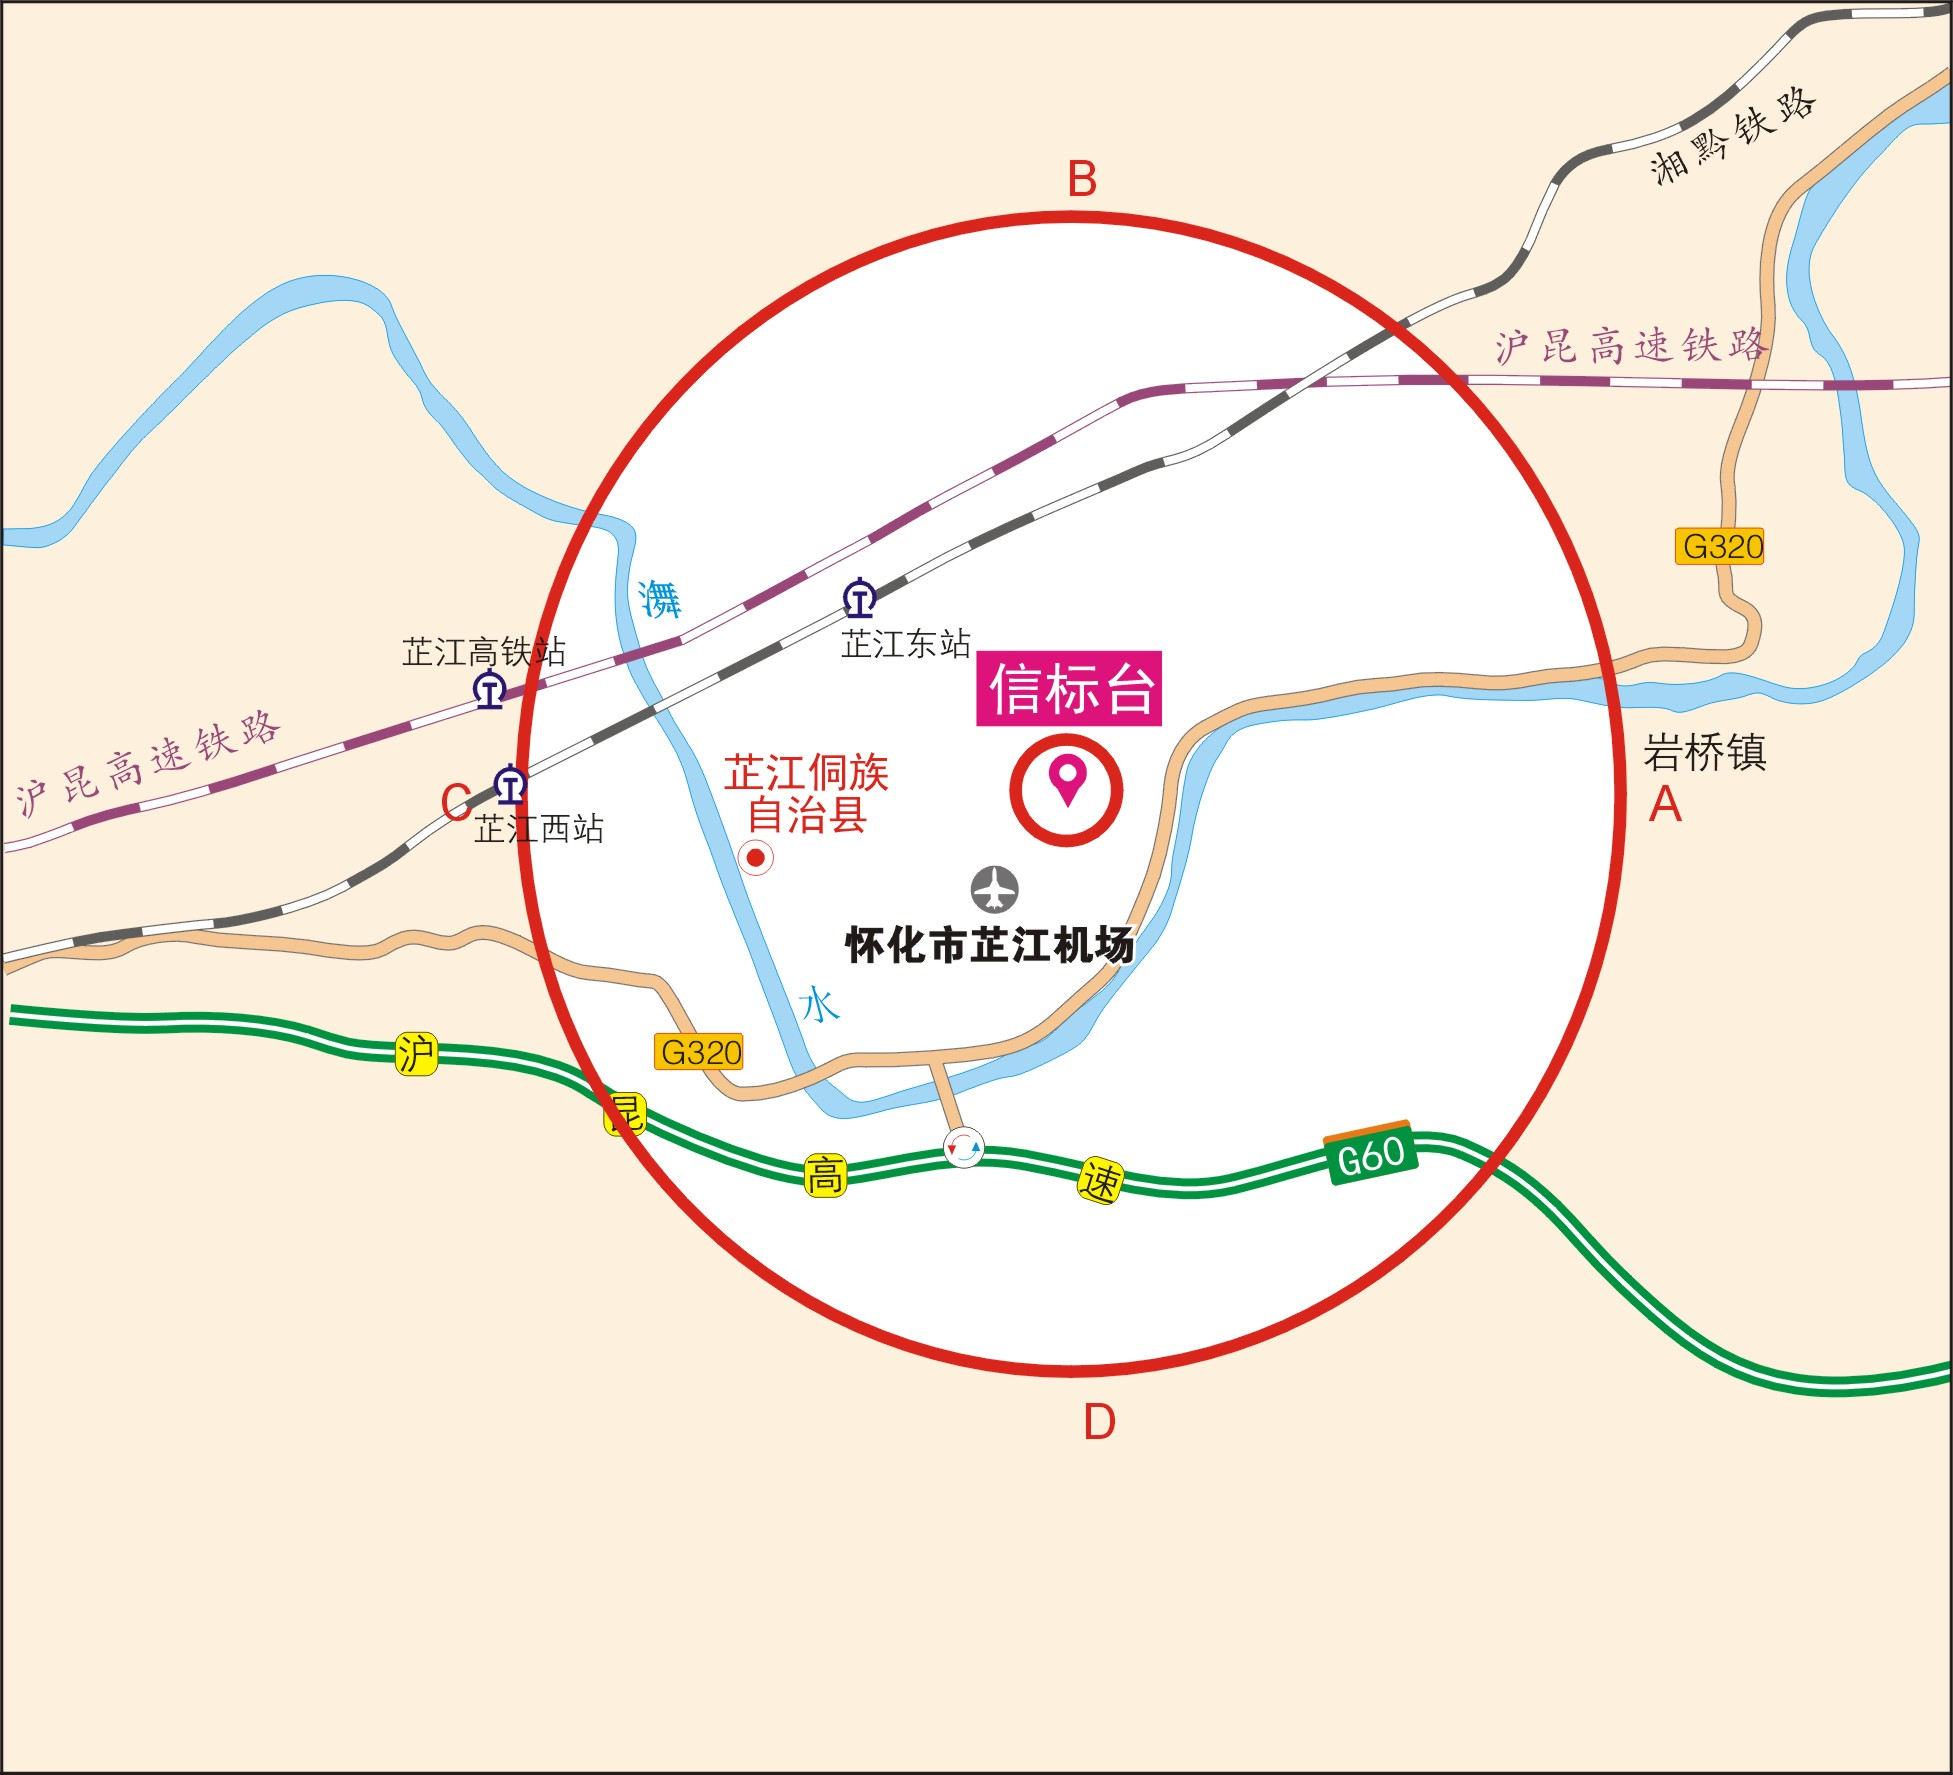 湘黔铁路
B
沪昆高速铁路
G320
㵲
芷江高铁站
芷江东站
信标台
沪昆高速铁路
岩桥镇
芷江侗族
自治县
C
A
芷江西站
怀化市芷江机场
水
G320
沪
昆
高
速
G60
D